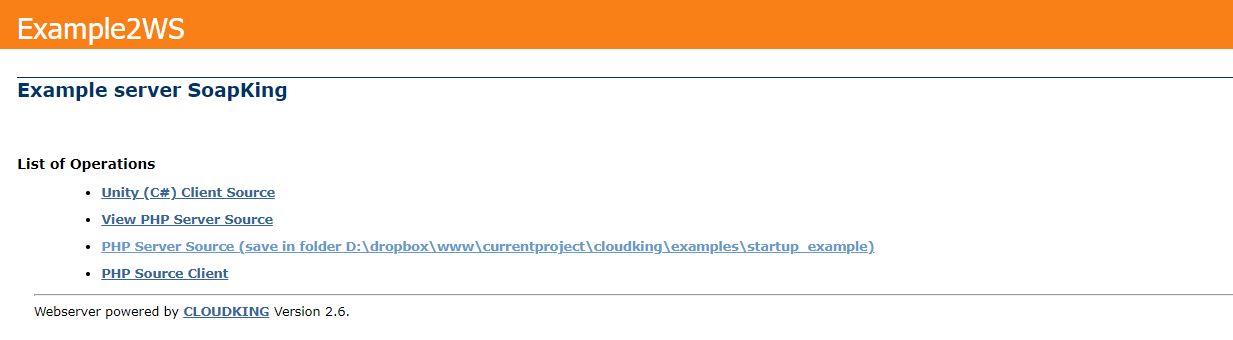 Example2WS
Example server SoapKing
List of Operations
Unity (C#) Client Source
View PHP Server Source
PHP Server Source (save in folder D:\dropbox\www\currentproject\cloudking\examples\startup_example)
PHP Source Client
Webserver powered by CLOUDKING Version 2.6.